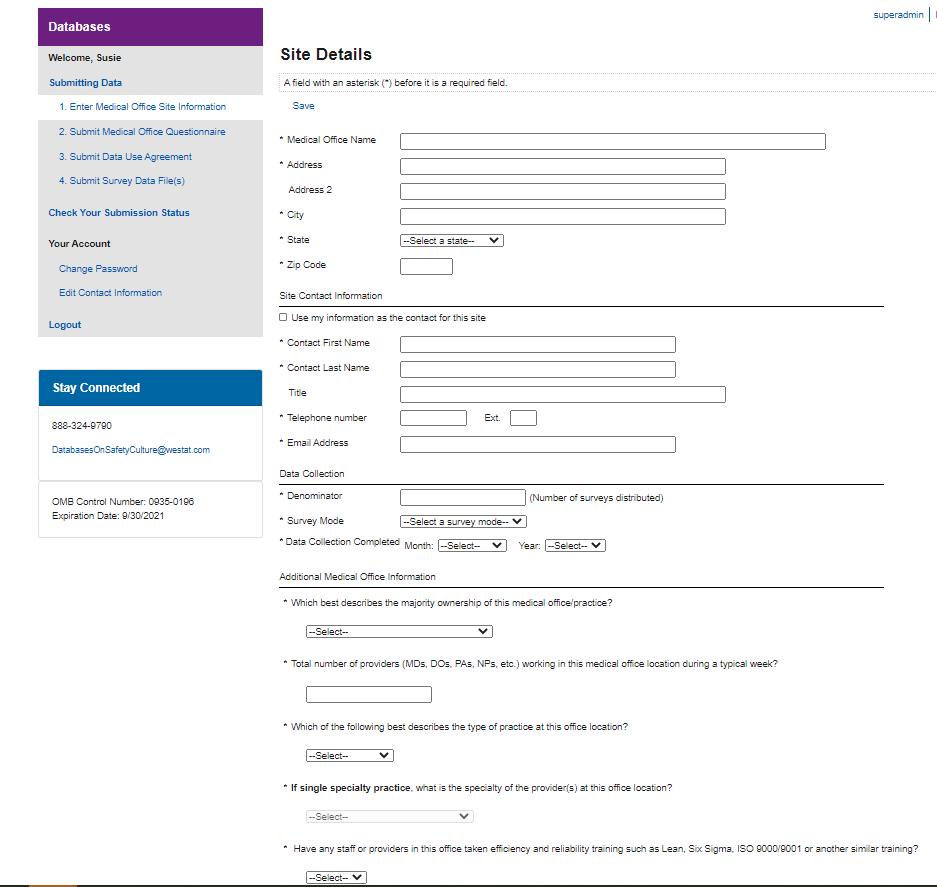 superadmin
Databases
Welcome, Susie
Submitting Data
1. Enter Medical Office Site Information
2. Submit Medical Office Questionnaire
3. Submit Data Use Agreement
4. Submit Survey Data File(s)
Check Your Submission Status
Your Account
Change Password
Edit Contact Information
Logout
Stay Connected
888-324-9790
DatabasesOnSafetyCulture@westat.com
OMB Control Number: 0935-0196
Expiration Date: 9/30/2021
Site Details
A field with an asterisk (*) before it is a required field.
Save
* Medical Office Name
* Address
Address 2
* City
* State --Select a state--
* Zip Code
Site Contact Information
Use my information as the contact for this site
* Contact First Name
* Contact Last Name
Title
* Telephone number Ext.
* Email Address
Data Collection
* Denominator (Number of surveys distributed)
* Survey Mode --Select a survey mode--
* Data Collection Completed Month: --Select-- Year: --Select--
Additional Medical Office Information
* Which best describes the majority ownership of this medical office/practice?
--Select--
* Total number of providers (MDs, DOs, PAs, NPs, etc.) working in this medical office location during a typical week?
* Which of the following best describes the type of practice at this office location?
--Select--
* If single specialty practice, what is the specialty of the provider(s) at this office location?
--Select--
* Have any staff or providers in this office taken efficiency and reliability training such as Lean, Six Sigma, ISO 9000/9001 or another similar training?
--Select--